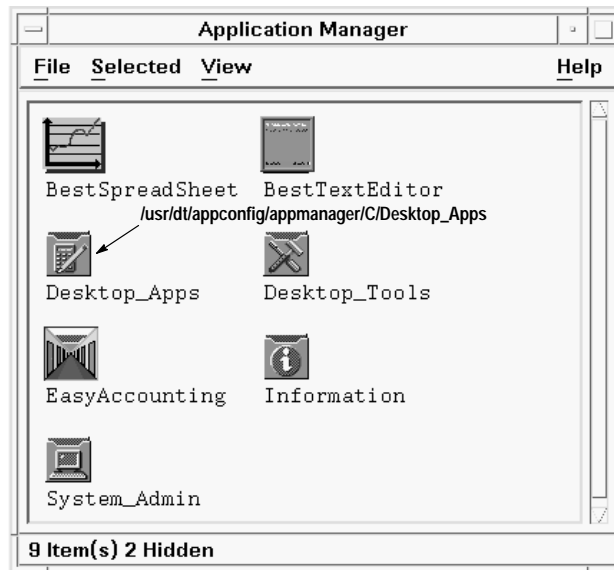 Application Manager
File Selected View Help
BestSpreadSheet BestTextEditor
/usr/dt/appconfig/appmanager/C/Desktop_Apps
Desktop_Apps Desktop_Tools
EasyAccounting Information
System_Admin
9 Item(s) 2 Hidden